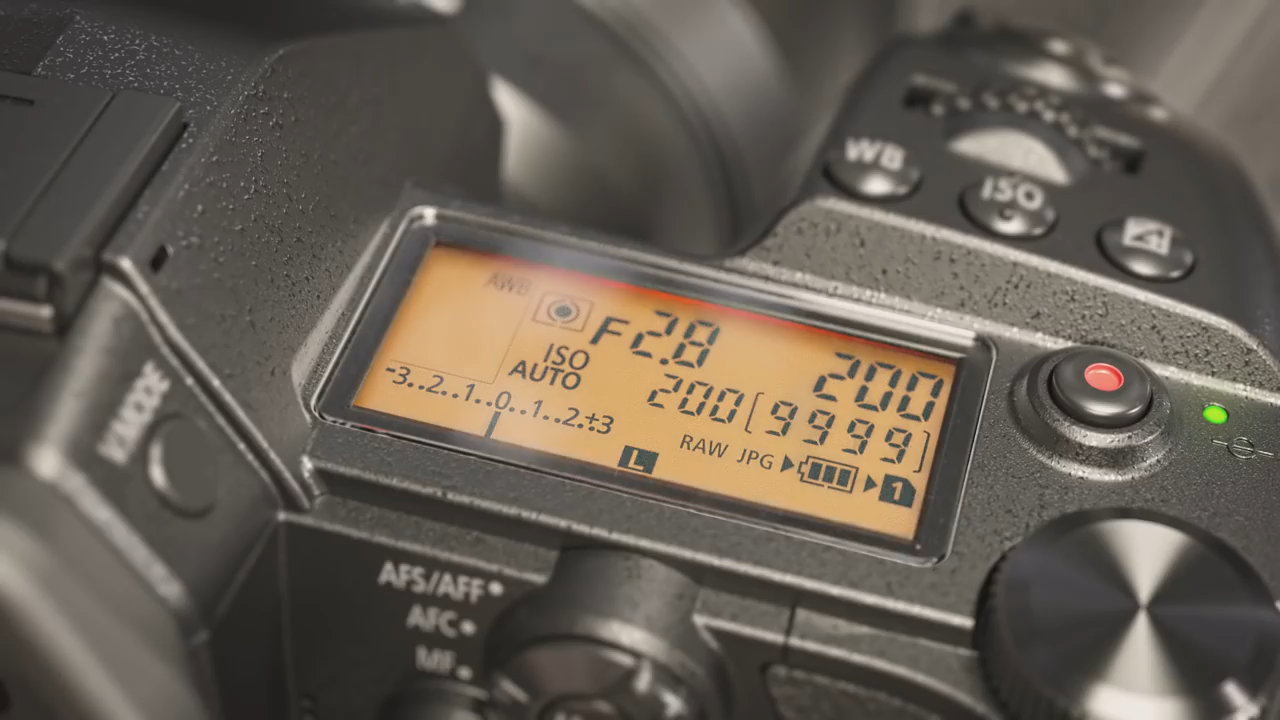 WB
ISO
AWB
F2.8
200
ISO
AUTO
200[9999]
-3..2..1..0..1..2.+3
RAW JPG
L
1
V.MODE
AFS/AFF
AFC
MF